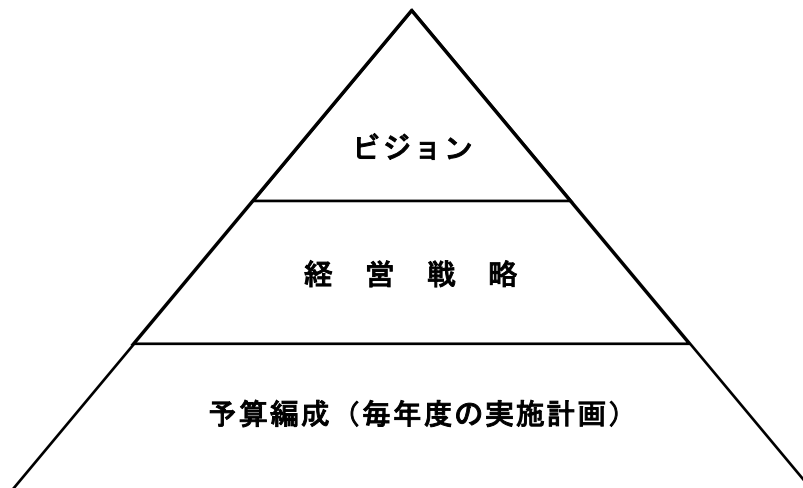 ビジョン
経　営　戦　略
予算編成（毎年度の実施計画）